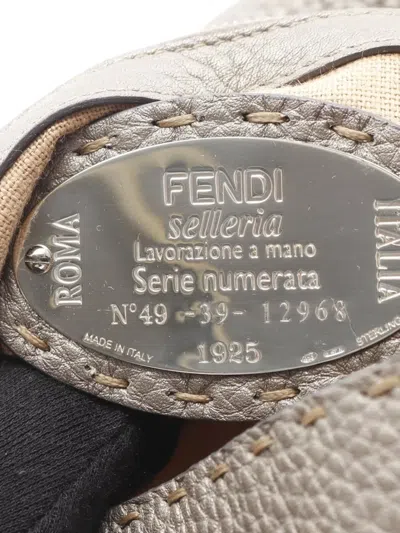 FENDI
selleria
Lavorazione a mano
Serie numerata
N°49 -39- 12968
1925
ROMA
ITALIA
MADE IN ITALY
STERLING